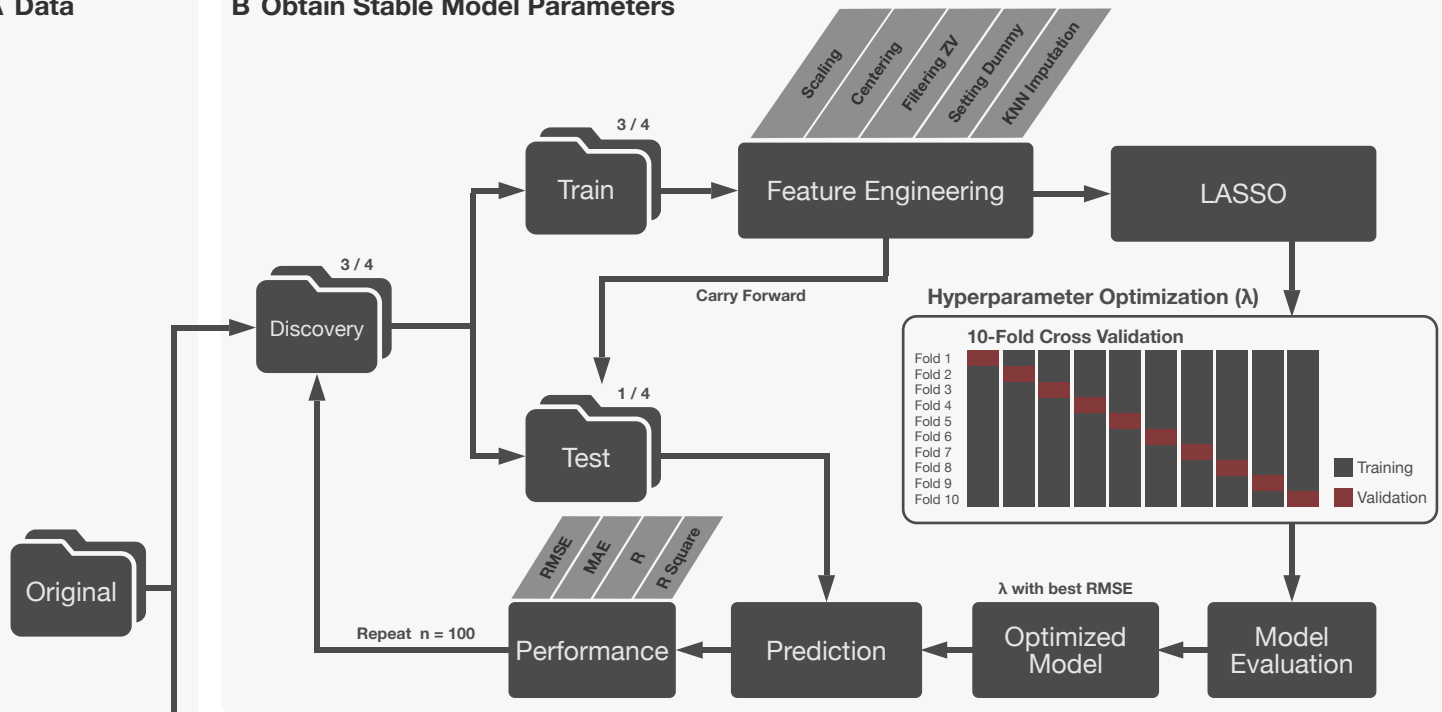 A Data
B Obtain Stable Model Parameters
Scaling
Centering
Filtering ZV
Setting Dummy
KNN Imputation
3 / 4
Train
Feature Engineering
LASSO
3 / 4
Discovery
Carry Forward
Hyperparameter Optimization (λ)
10-Fold Cross Validation
Fold 1
Fold 2
Fold 3
Fold 4
Fold 5
Fold 6
Fold 7
Fold 8
Fold 9
Fold 10
Training
Validation
1 / 4
Test
Original
RMSE
MAE
R
R Square
λ with best RMSE
Repeat n = 100
Performance
Prediction
Optimized
Model
Model
Evaluation